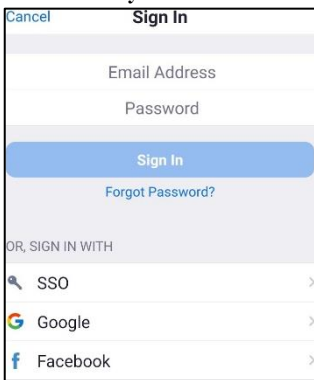 Cancel Sign In
Email Address
Password
Sign In
Forgot Password?
OR, SIGN IN WITH
SSO
Google
Facebook